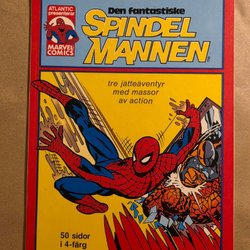 ATLANTIC
presenterar
MARVEL
COMICS
Den fantastiske
SPINDEL
MANNEN
tre jätteäventyr
med massor
av action
50 sidor
i 4-färg